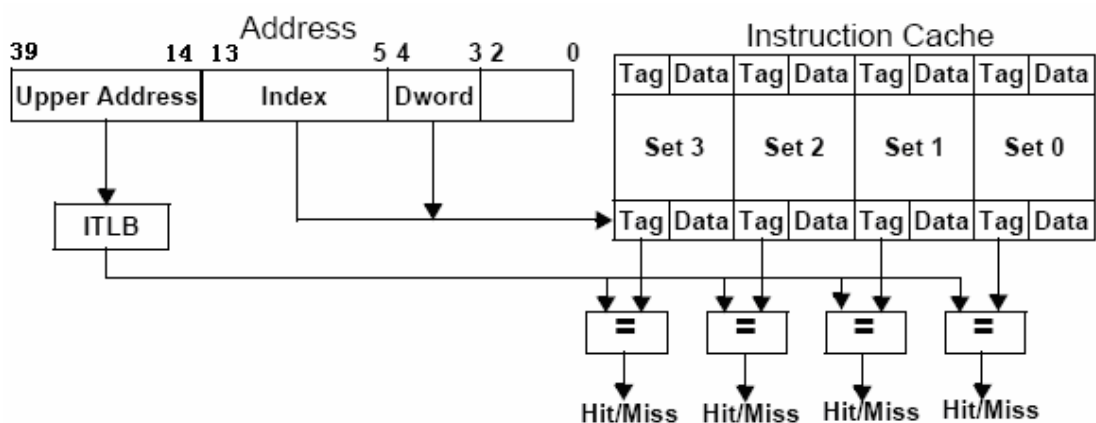 Address
Instruction Cache
39 14 13 5 4 3 2 0
Tag Data Tag Data Tag Data Tag Data
Upper Address Index Dword
Set 3 Set 2 Set 1 Set 0
ITLB
Tag Data Tag Data Tag Data Tag Data
= = = =
Hit/Miss Hit/Miss Hit/Miss Hit/Miss